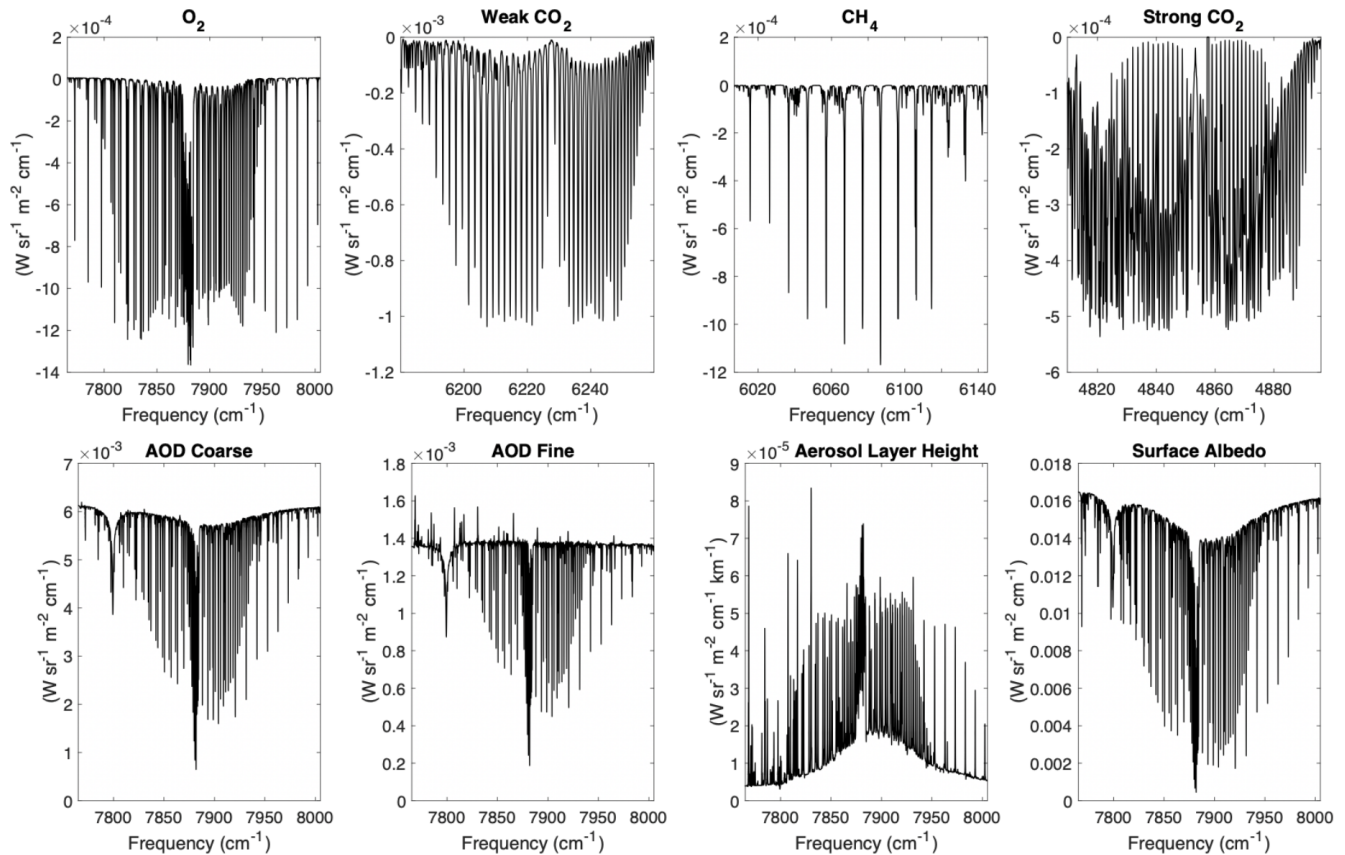 O2
×10-4
2
0
-2
-4
-6
-8
-10
-12
-14
(W sr-1 m-2 cm-1)
7800 7850 7900 7950 8000
Frequency (cm-1)
Weak CO2
×10-3
0
-0.2
-0.4
-0.6
-0.8
-1
-1.2
(W sr-1 m-2 cm-1)
6200 6220 6240
Frequency (cm-1)
CH4
×10-4
2
0
-2
-4
-6
-8
-10
-12
(W sr-1 m-2 cm-1)
6020 6060 6100 6140
Frequency (cm-1)
Strong CO2
×10-4
0
-1
-2
-3
-4
-5
-6
(W sr-1 m-2 cm-1)
4820 4840 4860 4880
Frequency (cm-1)
AOD Coarse
×10-3
7
6
5
4
3
2
1
0
(W sr-1 m-2 cm-1)
7800 7850 7900 7950 8000
Frequency (cm-1)
AOD Fine
×10-3
1.8
1.6
1.4
1.2
1
0.8
0.6
0.4
0.2
0
(W sr-1 m-2 cm-1)
7800 7850 7900 7950 8000
Frequency (cm-1)
Aerosol Layer Height
×10-5
9
8
7
6
5
4
3
2
1
0
(W sr-1 m-2 cm-1 km-1)
7800 7850 7900 7950 8000
Frequency (cm-1)
Surface Albedo
0.018
0.016
0.014
0.012
0.01
0.008
0.006
0.004
0.002
0
(W sr-1 m-2 cm-1)
7800 7850 7900 7950 8000
Frequency (cm-1)